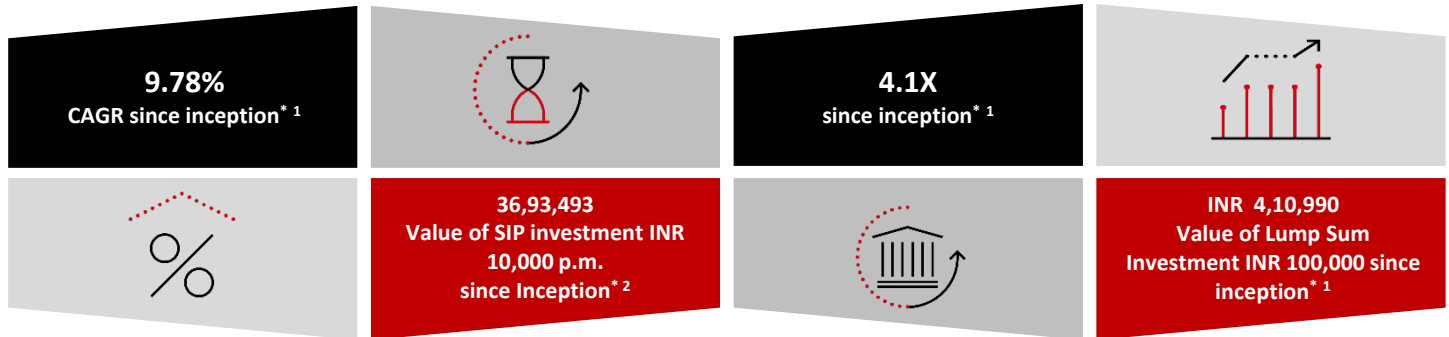 9.78%
CAGR since inception* 1
4.1X
since inception* 1
36,93,493
Value of SIP investment INR
10,000 p.m.
since Inception* 2
INR 4,10,990
Value of Lump Sum
Investment INR 100,000 since
inception* 1